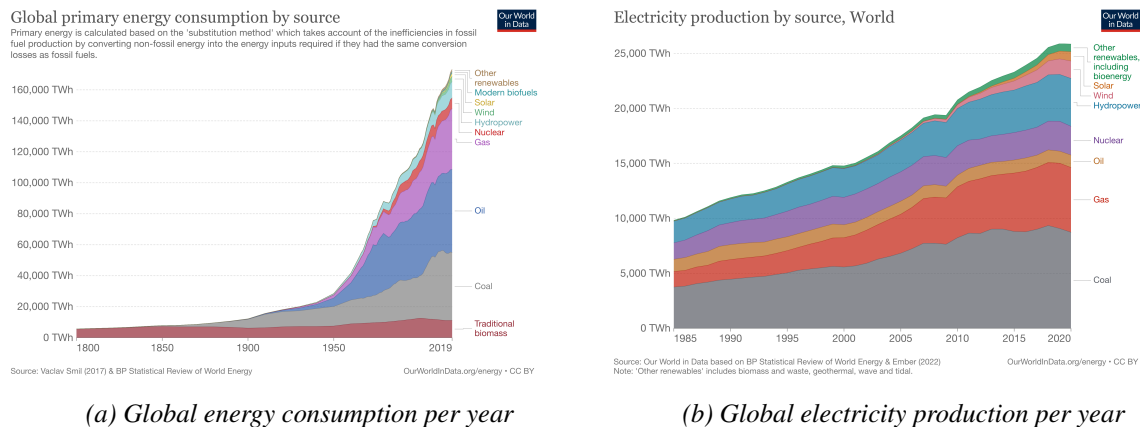 Global primary energy consumption by source
Our World
in Data
Primary energy is calculated based on the 'substitution method' which takes account of the inefficiencies in fossil
fuel production by converting non-fossil energy into the energy inputs required if they had the same conversion
losses as fossil fuels.
160,000 TWh
140,000 TWh
120,000 TWh
100,000 TWh
80,000 TWh
60,000 TWh
40,000 TWh
20,000 TWh
0 TWh
1800
1850
1900
1950
2019
Other
renewables
Modern biofuels
Solar
Wind
Hydropower
Nuclear
Gas
Oil
Coal
Traditional
biomass
Source: Vaclav Smil (2017) & BP Statistical Review of World Energy
OurWorldInData.org/energy • CC BY
(a) Global energy consumption per year
Electricity production by source, World
Our World
in Data
25,000 TWh
20,000 TWh
15,000 TWh
10,000 TWh
5,000 TWh
0 TWh
1985
1990
1995
2000
2005
2010
2015
2020
Other
renewables,
including
bioenergy
Solar
Wind
Hydropower
Nuclear
Oil
Gas
Coal
Source: Our World in Data based on BP Statistical Review of World Energy & Ember (2022)
OurWorldInData.org/energy • CC BY
Note: 'Other renewables' includes biomass and waste, geothermal, wave and tidal.
(b) Global electricity production per year